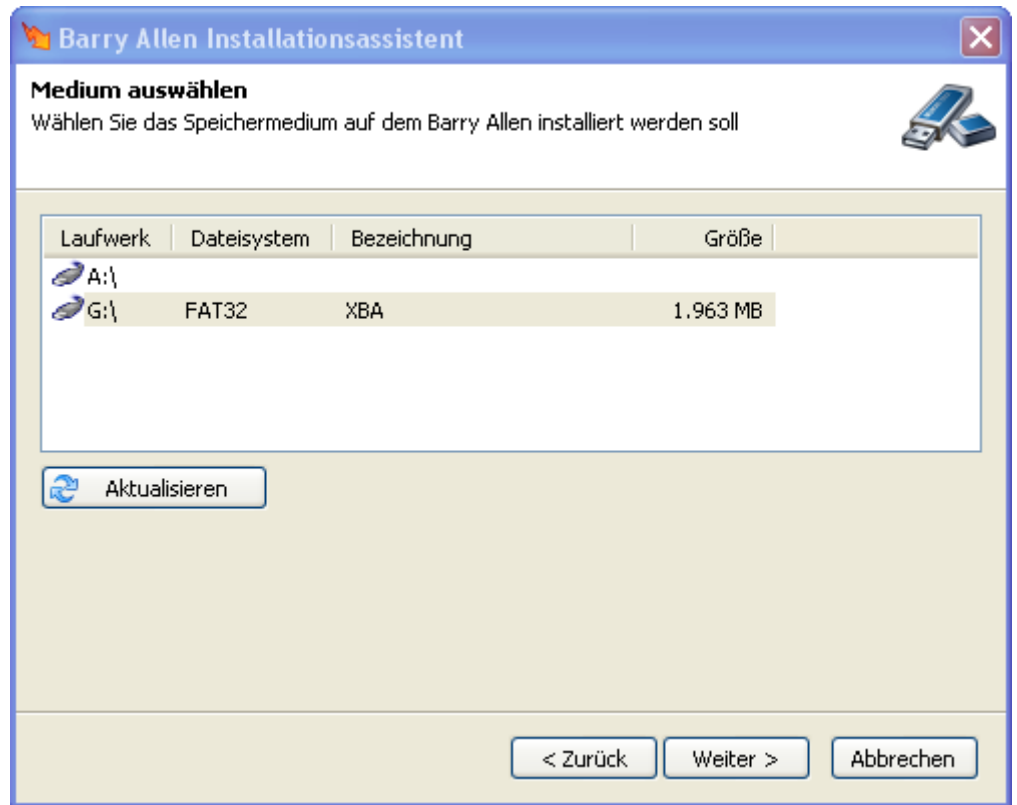 Barry Allen Installationsassistent
Medium auswählen
Wählen Sie das Speichermedium auf dem Barry Allen installiert werden soll
Laufwerk Dateisystem Bezeichnung Größe
A:\
G:\ FAT32 XBA 1.963 MB
Aktualisieren
< Zurück Weiter > Abbrechen